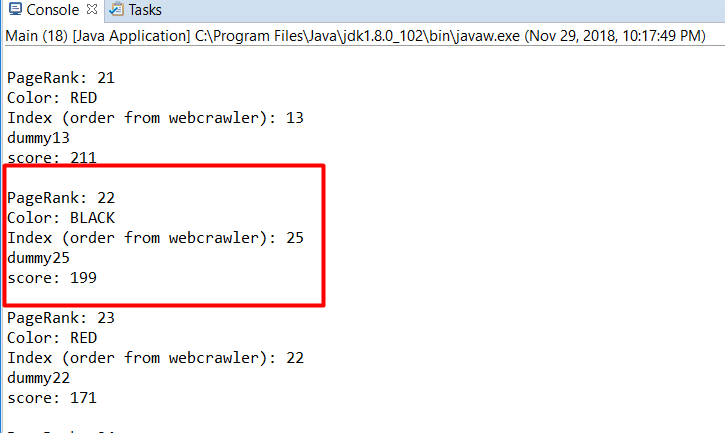 Console Tasks
Main (18) [Java Application] C:\Program Files\Java\jdk1.8.0_102\bin\javaw.exe (Nov 29, 2018, 10:17:49 PM)
PageRank: 21
Color: RED
Index (order from webcrawler): 13
dummy13
score: 211
PageRank: 22
Color: BLACK
Index (order from webcrawler): 25
dummy25
score: 199
PageRank: 23
Color: RED
Index (order from webcrawler): 22
dummy22
score: 171